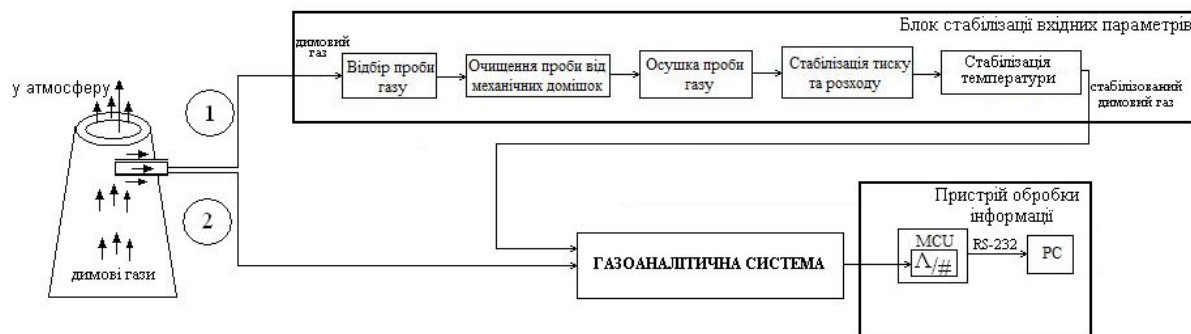 Блок стабілізації вхідних параметрів
димовий
газ
Відбір проби
газу
Очищення проби від
механічних домішок
Осушка проби
газу
Стабілізація тиску
та розходу
Стабілізація
температури
стабілізований
димовий газ
у атмосферу
1
2
димові гази
ГАЗОАНАЛІТИЧНА СИСТЕМА
Пристрій обробки
інформації
MCU
Λ/#
RS-232
PC